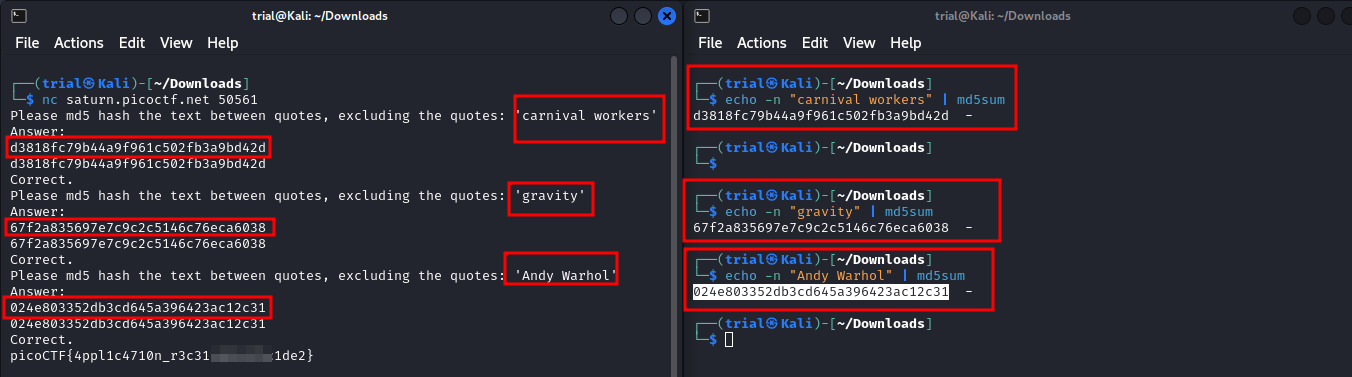 trial@Kali: ~/Downloads
File Actions Edit View Help
┌──(trial㉿Kali)-[~/Downloads]
└─$ nc saturn.picoctf.net 50561
Please md5 hash the text between quotes, excluding the quotes: 'carnival workers'
Answer:
d3818fc79b44a9f961c502fb3a9bd42d
d3818fc79b44a9f961c502fb3a9bd42d
Correct.
Please md5 hash the text between quotes, excluding the quotes: 'gravity'
Answer:
67f2a835697e7c9c2c5146c76eca6038
67f2a835697e7c9c2c5146c76eca6038
Correct.
Please md5 hash the text between quotes, excluding the quotes: 'Andy Warhol'
Answer:
024e803352db3cd645a396423ac12c31
024e803352db3cd645a396423ac12c31
Correct.
picoCTF{4ppl1c4710n_r3c31 1de2}
trial@Kali: ~/Downloads
File Actions Edit View Help
┌──(trial㉿Kali)-[~/Downloads]
└─$ echo -n "carnival workers" | md5sum
d3818fc79b44a9f961c502fb3a9bd42d  -
┌──(trial㉿Kali)-[~/Downloads]
└─$
┌──(trial㉿Kali)-[~/Downloads]
└─$ echo -n "gravity" | md5sum
67f2a835697e7c9c2c5146c76eca6038  -
┌──(trial㉿Kali)-[~/Downloads]
└─$ echo -n "Andy Warhol" | md5sum
024e803352db3cd645a396423ac12c31  -
┌──(trial㉿Kali)-[~/Downloads]
└─$